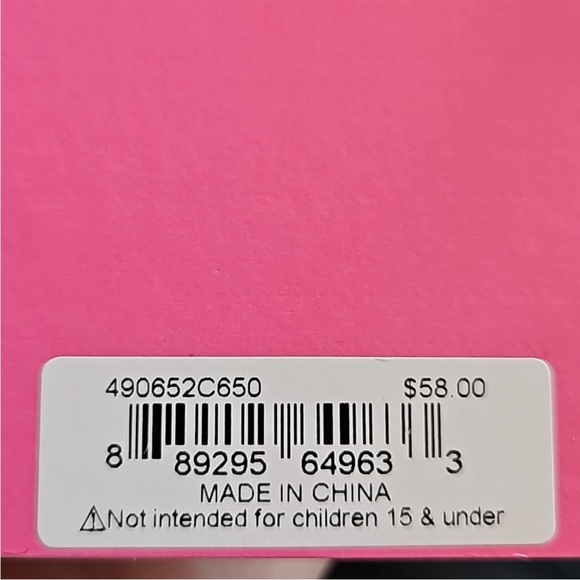 490652C650 $58.00
8 89295 64963 3
MADE IN CHINA
⚠Not intended for children 15 & under